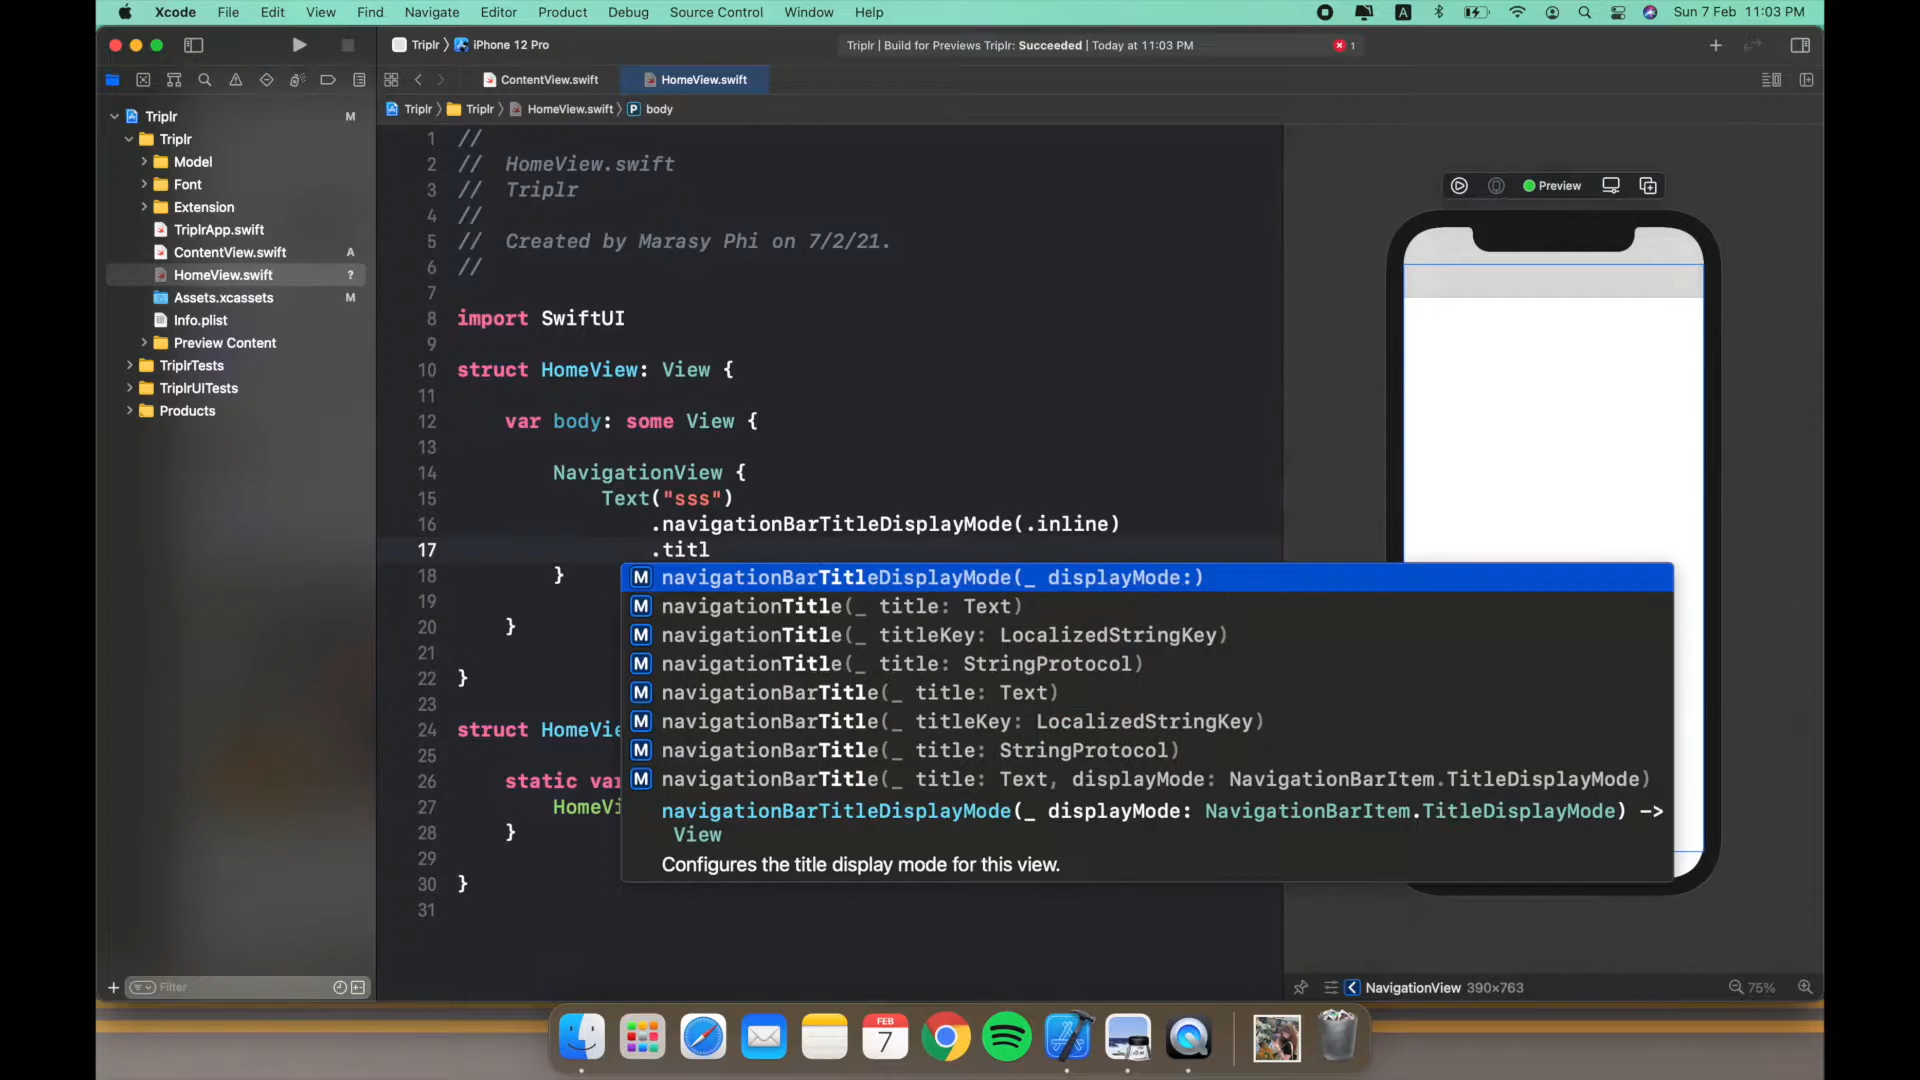 Xcode File Edit View Find Navigate Editor Product Debug Source Control Window Help A Sun 7 Feb 11:03 PM
Triplr iPhone 12 Pro Triplr | Build for Previews Triplr: Succeeded | Today at 11:03 PM 1
ContentView.swift HomeView.swift
Triplr Triplr HomeView.swift P body
Triplr M
Triplr
Model
Font
Extension
TriplrApp.swift
ContentView.swift A
HomeView.swift ?
Assets.xcassets M
Info.plist
Preview Content
TriplrTests
TriplrUITests
Products
Filter
1 //
2 // HomeView.swift
3 // Triplr
4 //
5 // Created by Marasy Phi on 7/2/21.
6 //
7
8 import SwiftUI
9
10 struct HomeView: View {
11
12 var body: some View {
13
14 NavigationView {
15 Text("sss")
16 .navigationBarTitleDisplayMode(.inline)
17 .titl
18 }
19
20 }
21
22 }
23
24 struct HomeVie
25
26 static var
27 HomeVi
28 }
29
30 }
31
M navigationBarTitleDisplayMode(_ displayMode:)
M navigationTitle(_ title: Text)
M navigationTitle(_ titleKey: LocalizedStringKey)
M navigationTitle(_ title: StringProtocol)
M navigationBarTitle(_ title: Text)
M navigationBarTitle(_ titleKey: LocalizedStringKey)
M navigationBarTitle(_ title: StringProtocol)
M navigationBarTitle(_ title: Text, displayMode: NavigationBarItem.TitleDisplayMode)
navigationBarTitleDisplayMode(_ displayMode: NavigationBarItem.TitleDisplayMode) ->
View
Configures the title display mode for this view.
Preview
NavigationView 390×763 75%
FEB
7